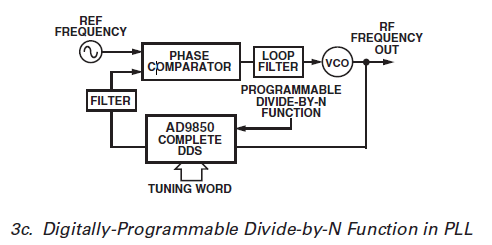 REF
FREQUENCY
RF
FREQUENCY
OUT
PHASE
COMPARATOR
LOOP
FILTER
VCO
FILTER
PROGRAMMABLE
DIVIDE-BY-N
FUNCTION
AD9850
COMPLETE
DDS
TUNING WORD
3c. Digitally-Programmable Divide-by-N Function in PLL